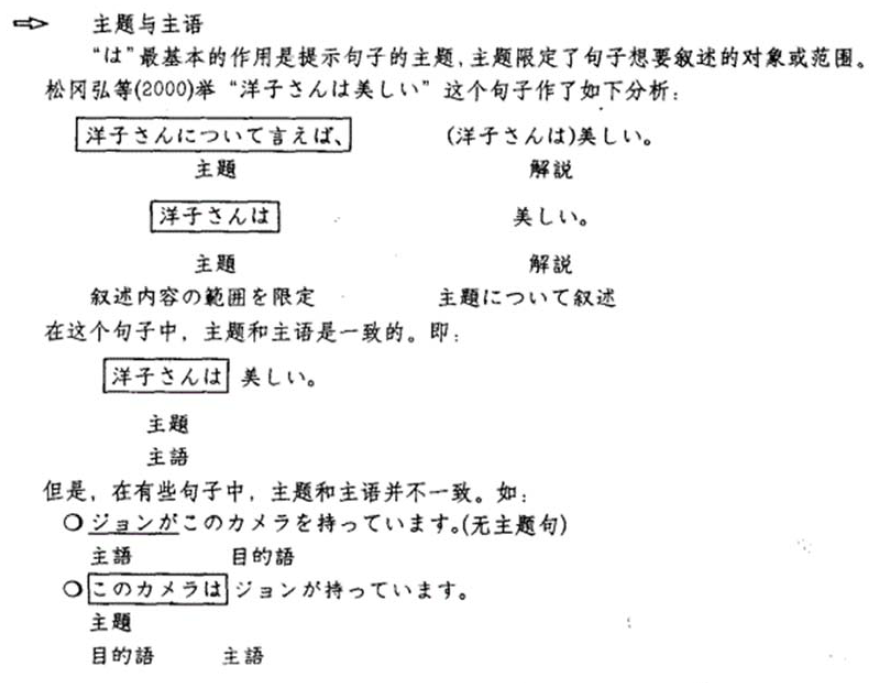 ⇨ 主题与主语
“は”最基本的作用是提示句子的主题,主题限定了句子想要叙述的对象或范围。
松冈弘等(2000)举“洋子さんは美しい”这个句子作了如下分析:
洋子さんについて言えば、 (洋子さんは)美しい。
主題 解説
洋子さんは 美しい。
主題 解説
叙述内容の範囲を限定 主題について叙述
在这个句子中,主题和主语是一致的。即:
洋子さんは 美しい。
主題
主語
但是,在有些句子中,主题和主语并不一致。如:
○ジョンがこのカメラを持っています。(无主题句)
主語 目的語
○このカメラは ジョンが持っています。
主題
目的語 主語